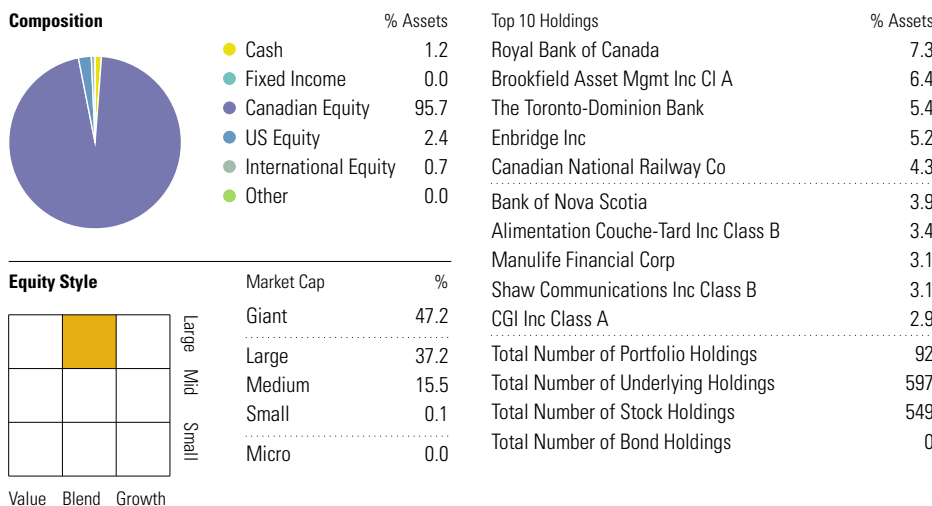 Composition % Assets
Cash 1.2
Fixed Income 0.0
Canadian Equity 95.7
US Equity 2.4
International Equity 0.7
Other 0.0
Equity Style
Large
Mid
Small
Value Blend Growth
Market Cap %
Giant 47.2
Large 37.2
Medium 15.5
Small 0.1
Micro 0.0
Top 10 Holdings % Assets
Royal Bank of Canada 7.3
Brookfield Asset Mgmt Inc Cl A 6.4
The Toronto-Dominion Bank 5.4
Enbridge Inc 5.2
Canadian National Railway Co 4.3
Bank of Nova Scotia 3.9
Alimentation Couche-Tard Inc Class B 3.4
Manulife Financial Corp 3.1
Shaw Communications Inc Class B 3.1
CGI Inc Class A 2.9
Total Number of Portfolio Holdings 92
Total Number of Underlying Holdings 597
Total Number of Stock Holdings 549
Total Number of Bond Holdings 0